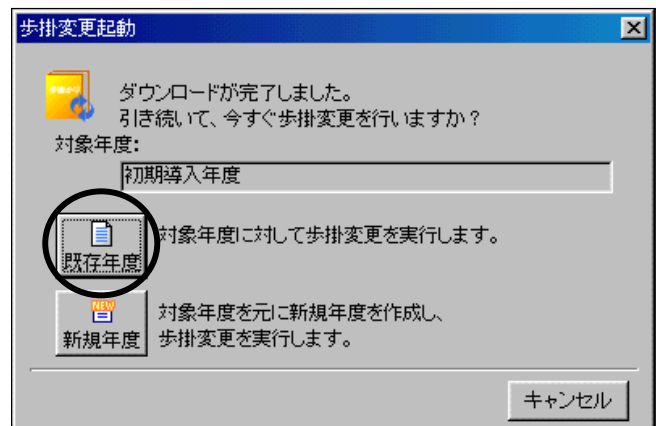 歩掛変更起動
ダウンロードが完了しました。
引き続いて、今すぐ歩掛変更を行いますか？
対象年度:
初期導入年度
既存年度
対象年度に対して歩掛変更を実行します。
NEW
新規年度
対象年度を元に新規年度を作成し、
歩掛変更を実行します。
キャンセル